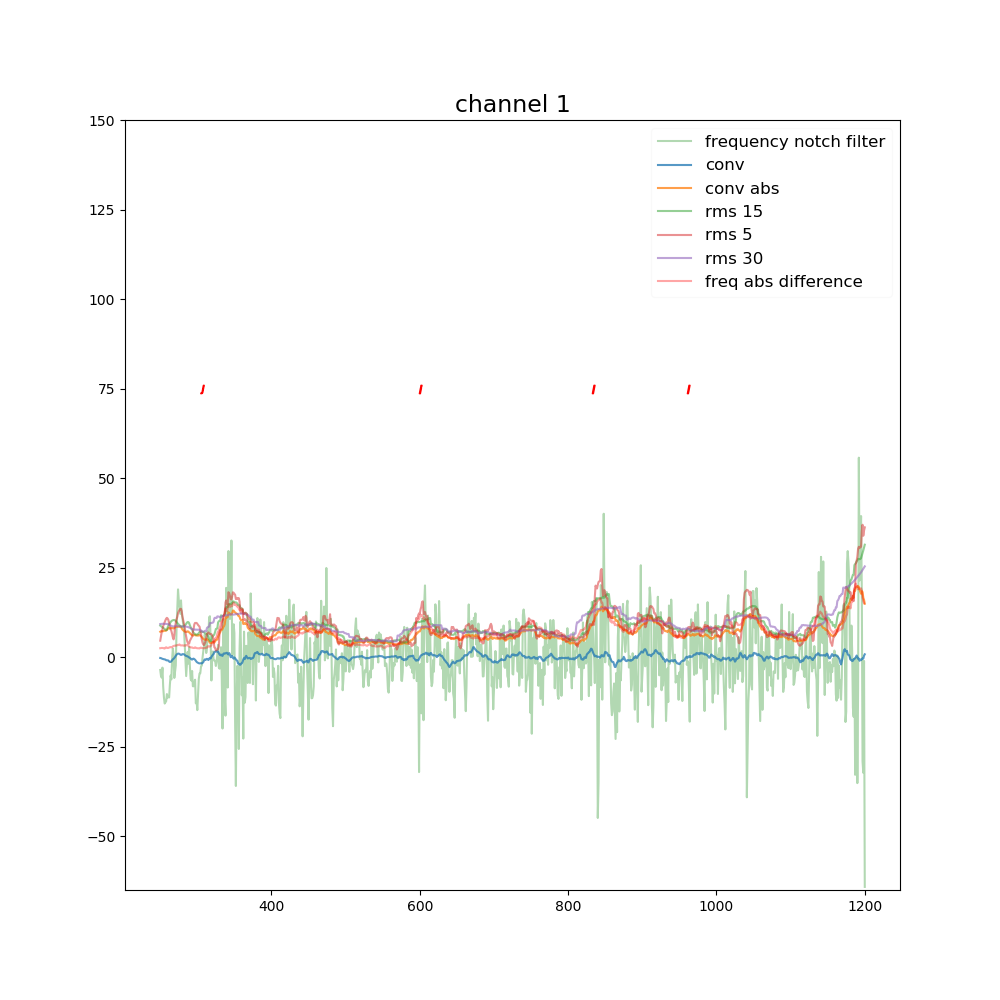 channel 1
150
125
100
75
50
25
0
−25
−50
400
600
800
1000
1200
frequency notch filter
conv
conv abs
rms 15
rms 5
rms 30
freq abs difference